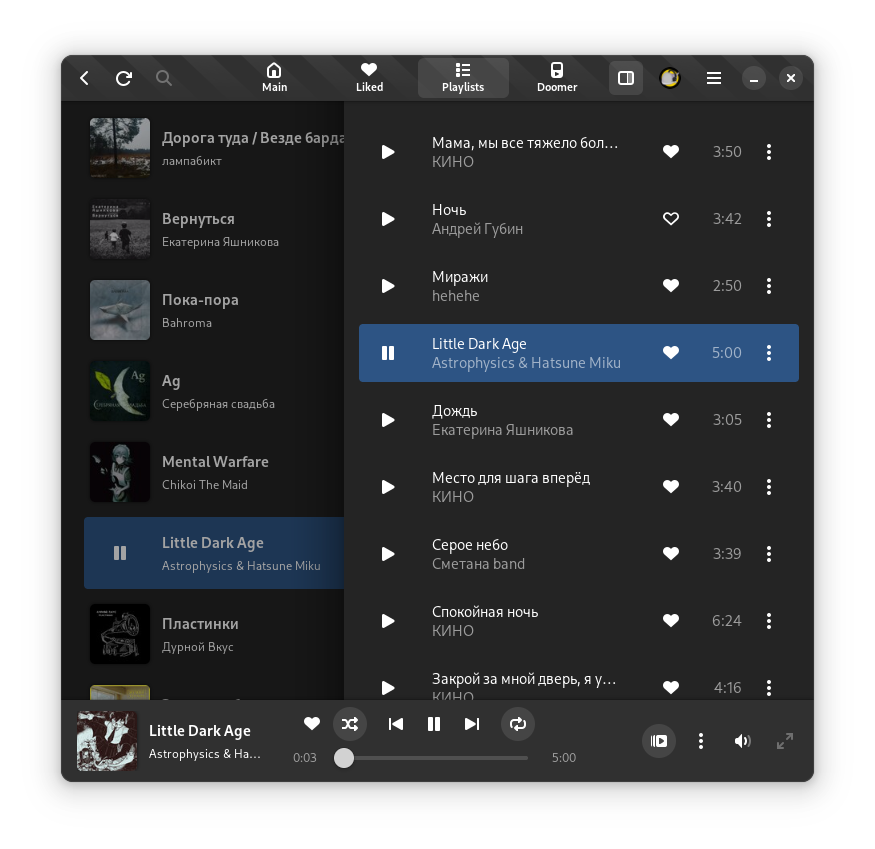 Main
Liked
Playlists
Doomer
Дорога туда / Везде барда
лампабикт
Вернуться
Екатерина Яшникова
Пока-пора
Bahroma
Ag
Серебряная свадьба
Ag
Mental Warfare
Chikoi The Maid
Little Dark Age
Astrophysics & Hatsune Miku
Пластинки
Дурной Вкус
Мама, мы все тяжело бол…
КИНО
3:50
Ночь
Андрей Губин
3:42
Миражи
hehehe
2:50
Little Dark Age
Astrophysics & Hatsune Miku
5:00
Дождь
Екатерина Яшникова
3:05
Место для шага вперёд
КИНО
3:40
Серое небо
Сметана band
3:39
Спокойная ночь
КИНО
6:24
Закрой за мной дверь, я у…
КИНО
4:16
Little Dark Age
Astrophysics & Ha…
0:03
5:00